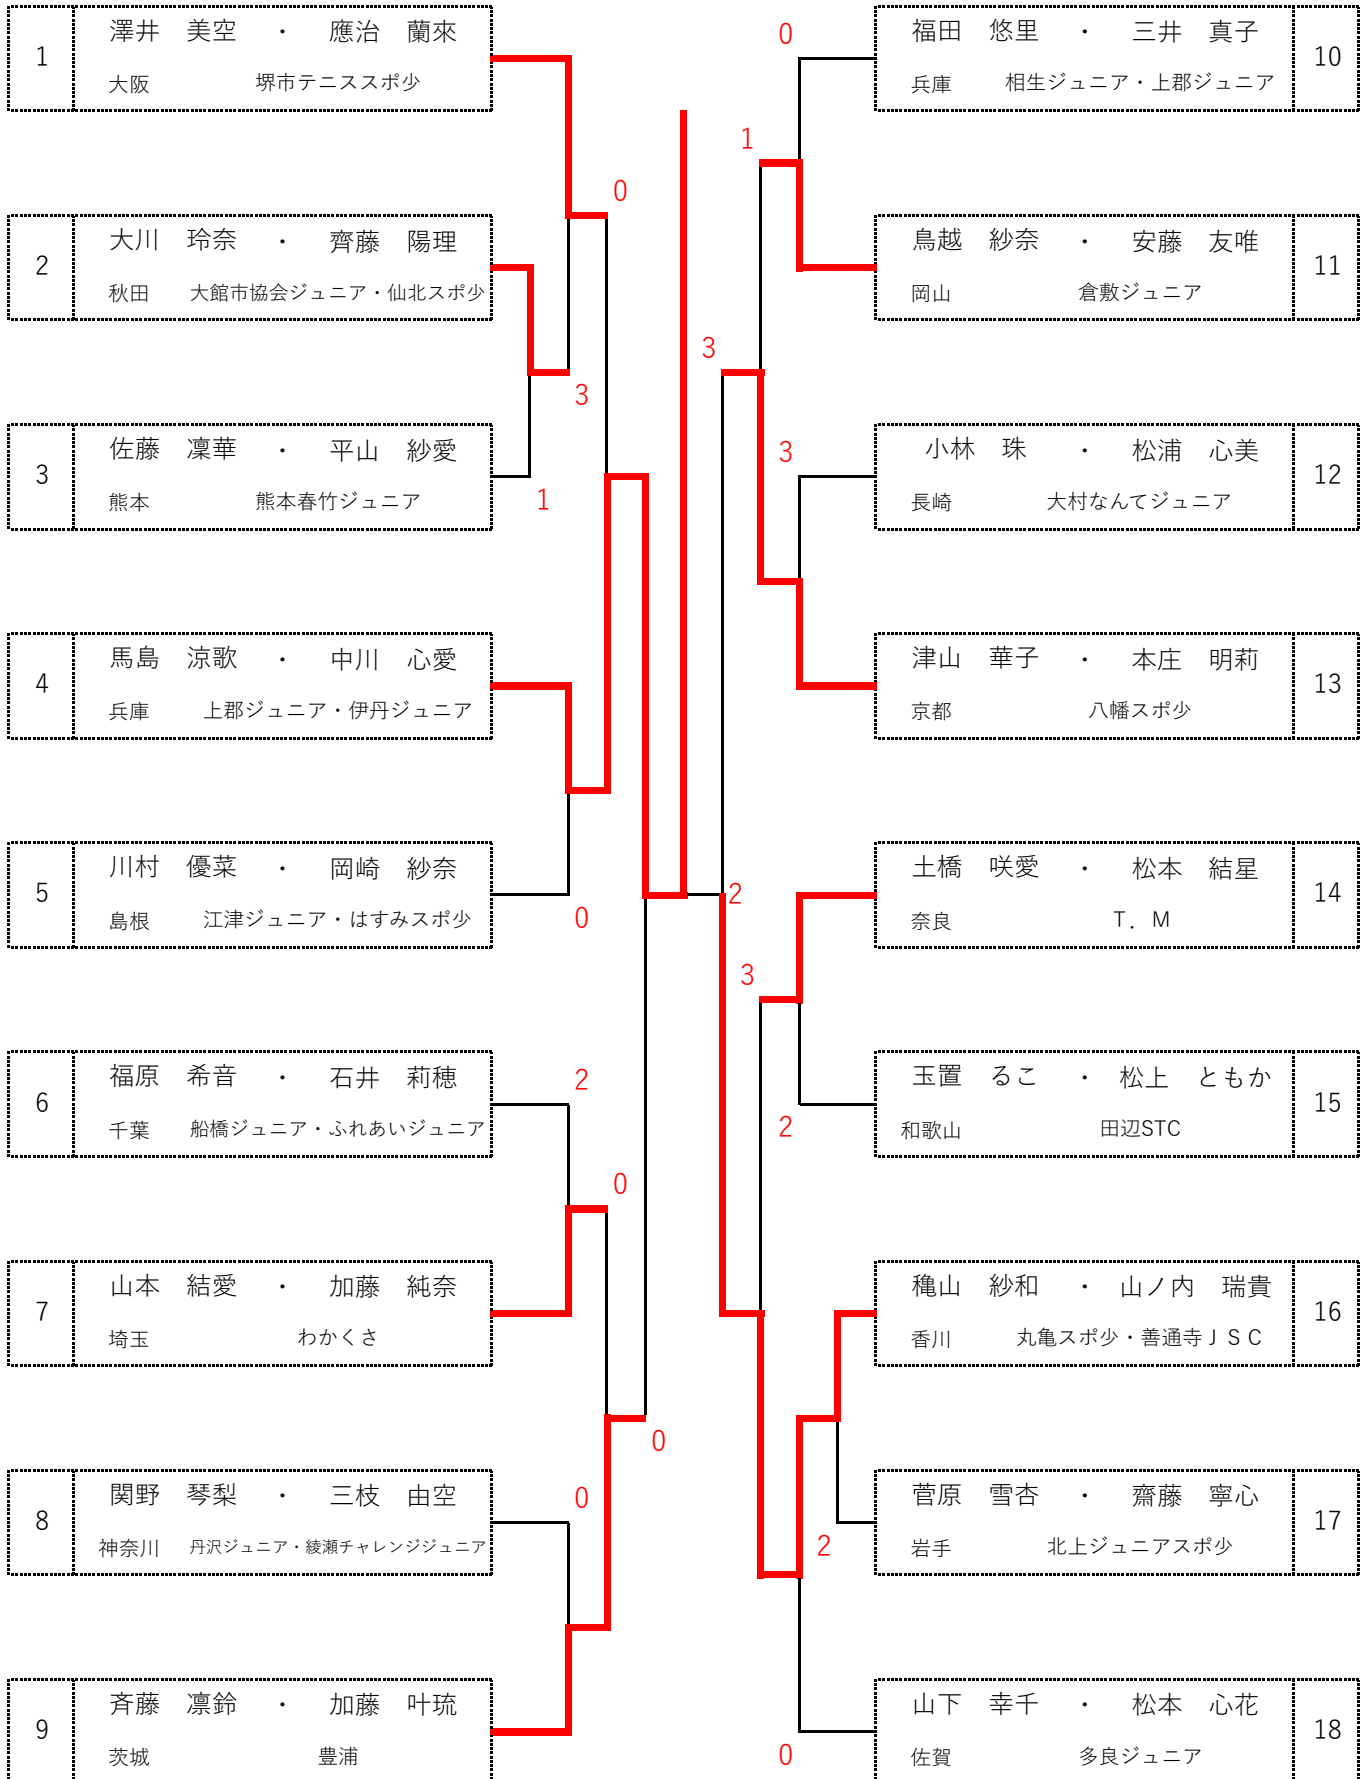 1
澤井 美空 ・ 應治 蘭來
大阪 堺市テニススポ少
2
大川 玲奈 ・ 齊藤 陽理
秋田 大館市協会ジュニア・仙北スポ少
3
佐藤 凜華 ・ 平山 紗愛
熊本 熊本春竹ジュニア
4
馬島 涼歌 ・ 中川 心愛
兵庫 上郡ジュニア・伊丹ジュニア
5
川村 優菜 ・ 岡崎 紗奈
島根 江津ジュニア・はすみスポ少
6
福原 希音 ・ 石井 莉穂
千葉 船橋ジュニア・ふれあいジュニア
7
山本 結愛 ・ 加藤 純奈
埼玉 わかくさ
8
関野 琴梨 ・ 三枝 由空
神奈川 丹沢ジュニア・綾瀬チャレンジジュニア
9
斉藤 凛鈴 ・ 加藤 叶琉
茨城 豊浦
0
3
1
0
2
0
0
0
0
1
3
3
2
3
2
2
0
福田 悠里 ・ 三井 真子
兵庫 相生ジュニア・上郡ジュニア
10
鳥越 紗奈 ・ 安藤 友唯
岡山 倉敷ジュニア
11
小林 珠 ・ 松浦 心美
長崎 大村なんてジュニア
12
津山 華子 ・ 本庄 明莉
京都 八幡スポ少
13
土橋 咲愛 ・ 松本 結星
奈良 T．M
14
玉置 るこ ・ 松上 ともか
和歌山 田辺STC
15
穐山 紗和 ・ 山ノ内 瑞貴
香川 丸亀スポ少・善通寺ＪＳＣ
16
菅原 雪杏 ・ 齋藤 寧心
岩手 北上ジュニアスポ少
17
山下 幸千 ・ 松本 心花
佐賀 多良ジュニア
18